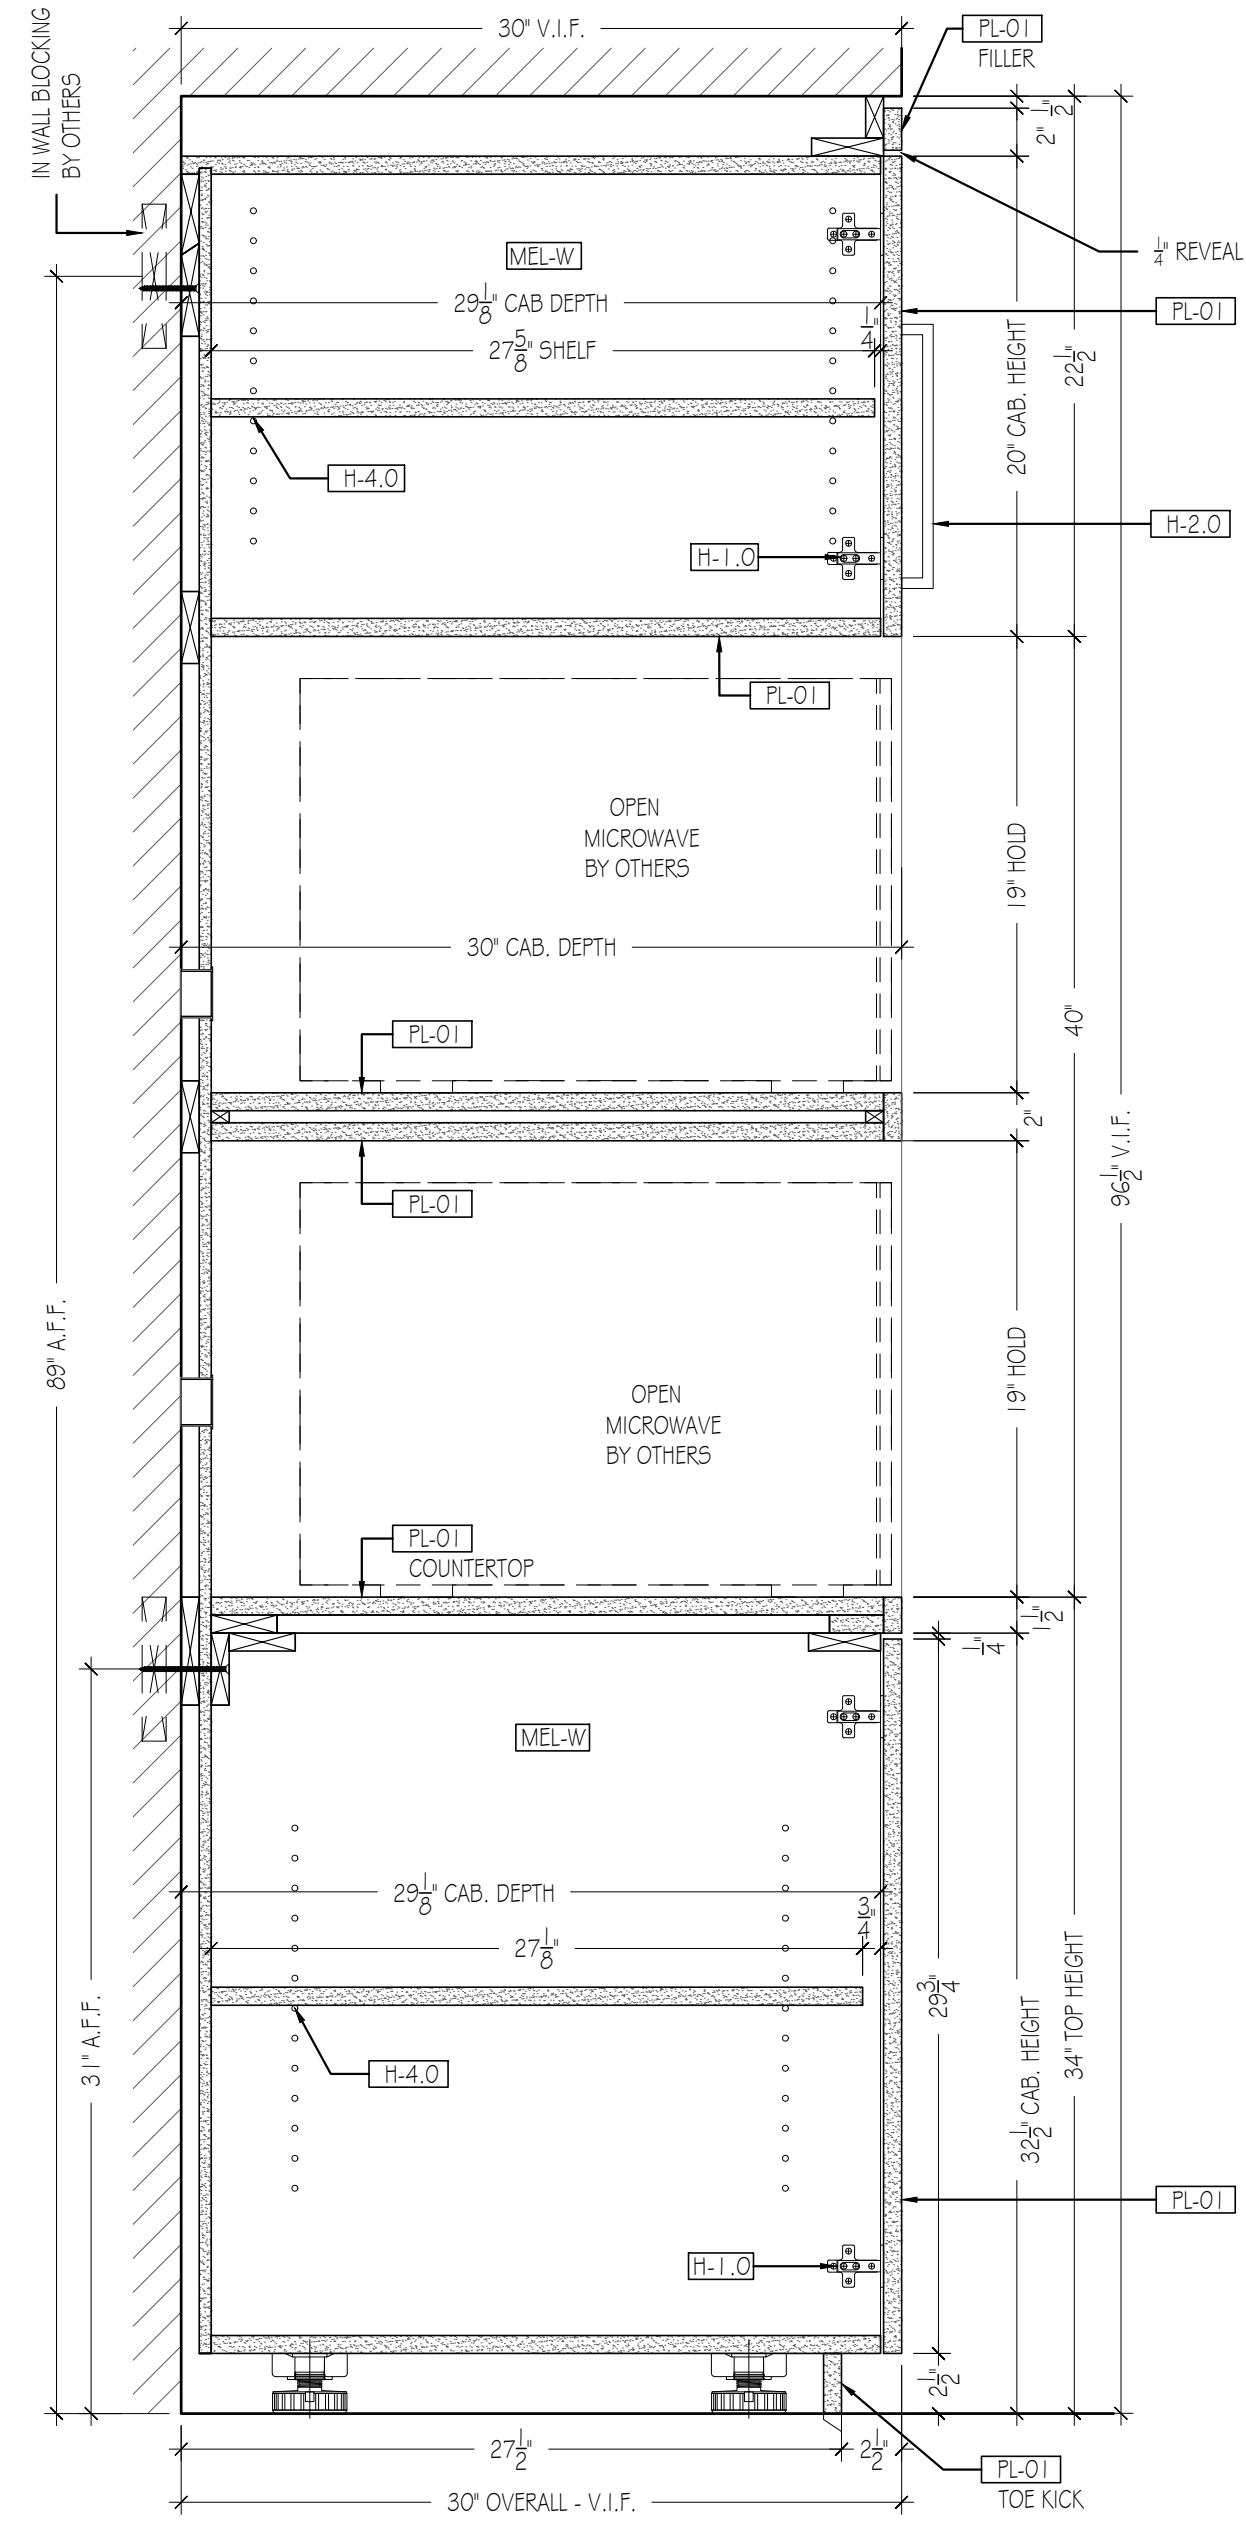 IN WALL BLOCKING
BY OTHERS
30" V.I.F.
PL-01
FILLER
1/2"
2"
1/4" REVEAL
MEL-W
29 1/8" CAB DEPTH
1/4"
27 5/8" SHELF
PL-01
20" CAB. HEIGHT
22 1/2"
H-4.0
H-2.0
H-1.0
PL-01
OPEN
MICROWAVE
BY OTHERS
19" HOLD
30" CAB. DEPTH
40"
PL-01
2"
96 1/2" V.I.F.
PL-01
89" A.F.F.
OPEN
MICROWAVE
BY OTHERS
19" HOLD
PL-01
COUNTERTOP
1 1/2"
1/4"
MEL-W
29 1/8" CAB. DEPTH
3/4"
27 1/8"
29 3/4"
32 1/2" CAB. HEIGHT
34" TOP HEIGHT
31" A.F.F.
H-4.0
PL-01
H-1.0
2 1/2"
27 1/2"
2 1/2"
PL-01
TOE KICK
30" OVERALL - V.I.F.